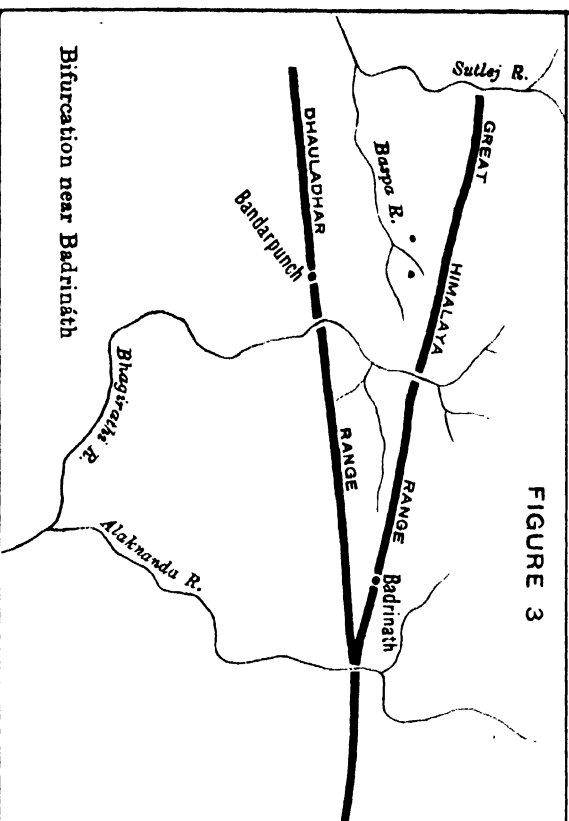 FIGURE 3
Sutlej R.
GREAT HIMALAYA RANGE
Baspa R.
DHAULADHAR RANGE
Bandarpunch
Badrinath
Bhagirathi R.
Alaknanda R.
Bifurcation near Badrináth